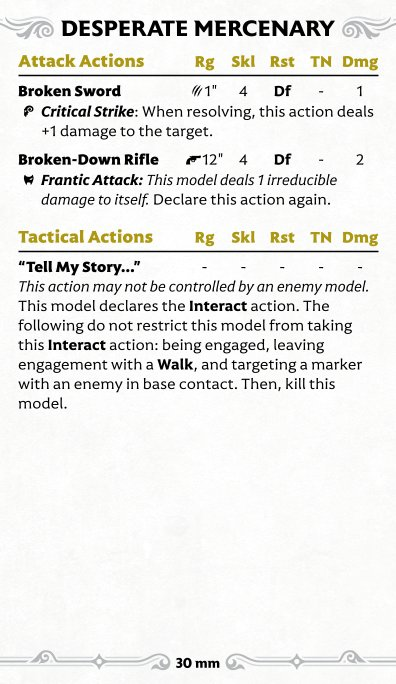 DESPERATE MERCENARY
Attack Actions Rg Skl Rst TN Dmg
Broken Sword 1" 4 Df - 1
Critical Strike: When resolving, this action deals
+1 damage to the target.
Broken-Down Rifle 12" 4 Df - 2
Frantic Attack: This model deals 1 irreducible
damage to itself. Declare this action again.
Tactical Actions Rg Skl Rst TN Dmg
“Tell My Story...” - - - - -
This action may not be controlled by an enemy model.
This model declares the Interact action. The
following do not restrict this model from taking
this Interact action: being engaged, leaving
engagement with a Walk, and targeting a marker
with an enemy in base contact. Then, kill this
model.
30 mm